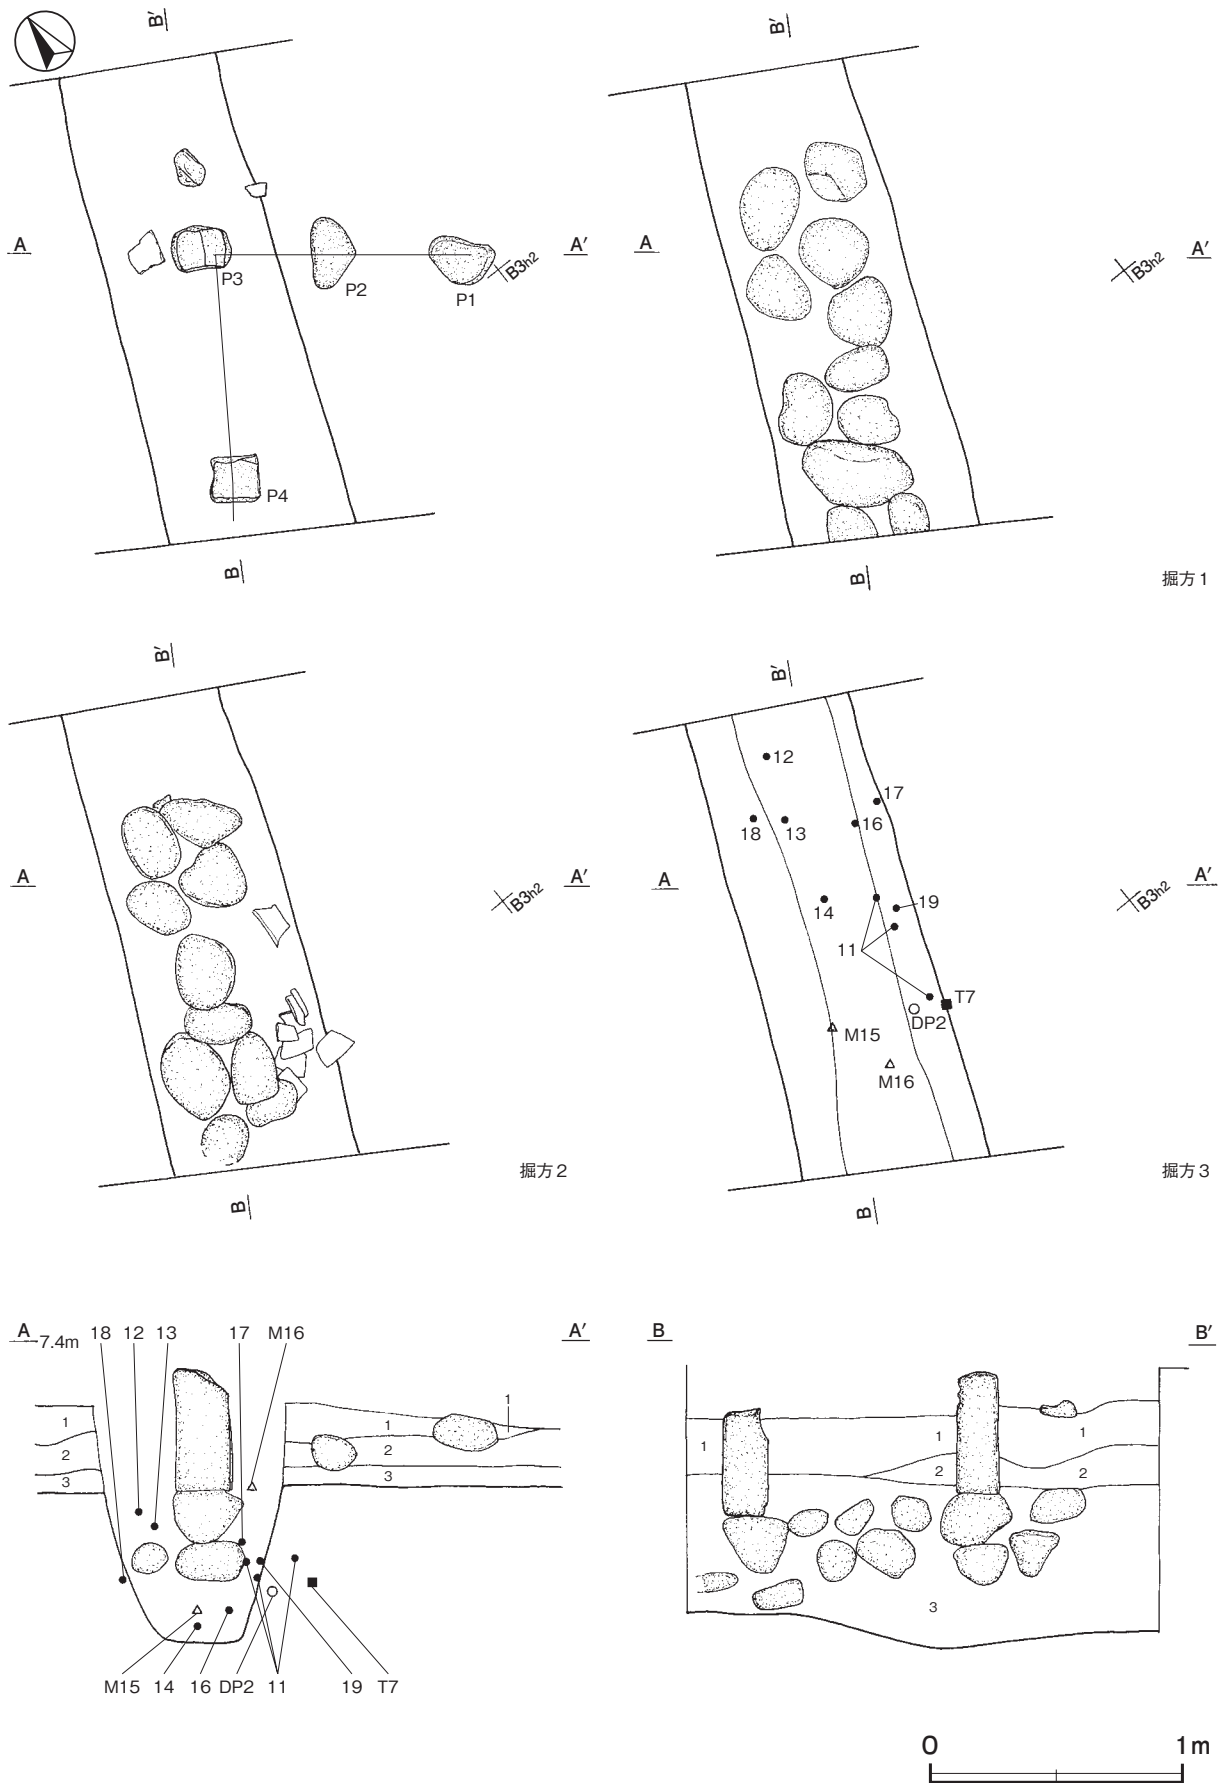 B'
A
P3
P2
P1
A'
B3h2
P4
B
B'
A
A'
B3h2
B
掘方1
B'
A
A'
B3h2
B
掘方2
B'
12
17
18
13
16
A
14
19
A'
B3h2
11
T7
DP2
M15
M16
B
掘方3
A
7.4m
18 12 13 17 M16
A'
1
1
1
2
2
3
3
M15 14 16 DP2 11 19 T7
B
B'
1
1
1
2
2
3
0 1m